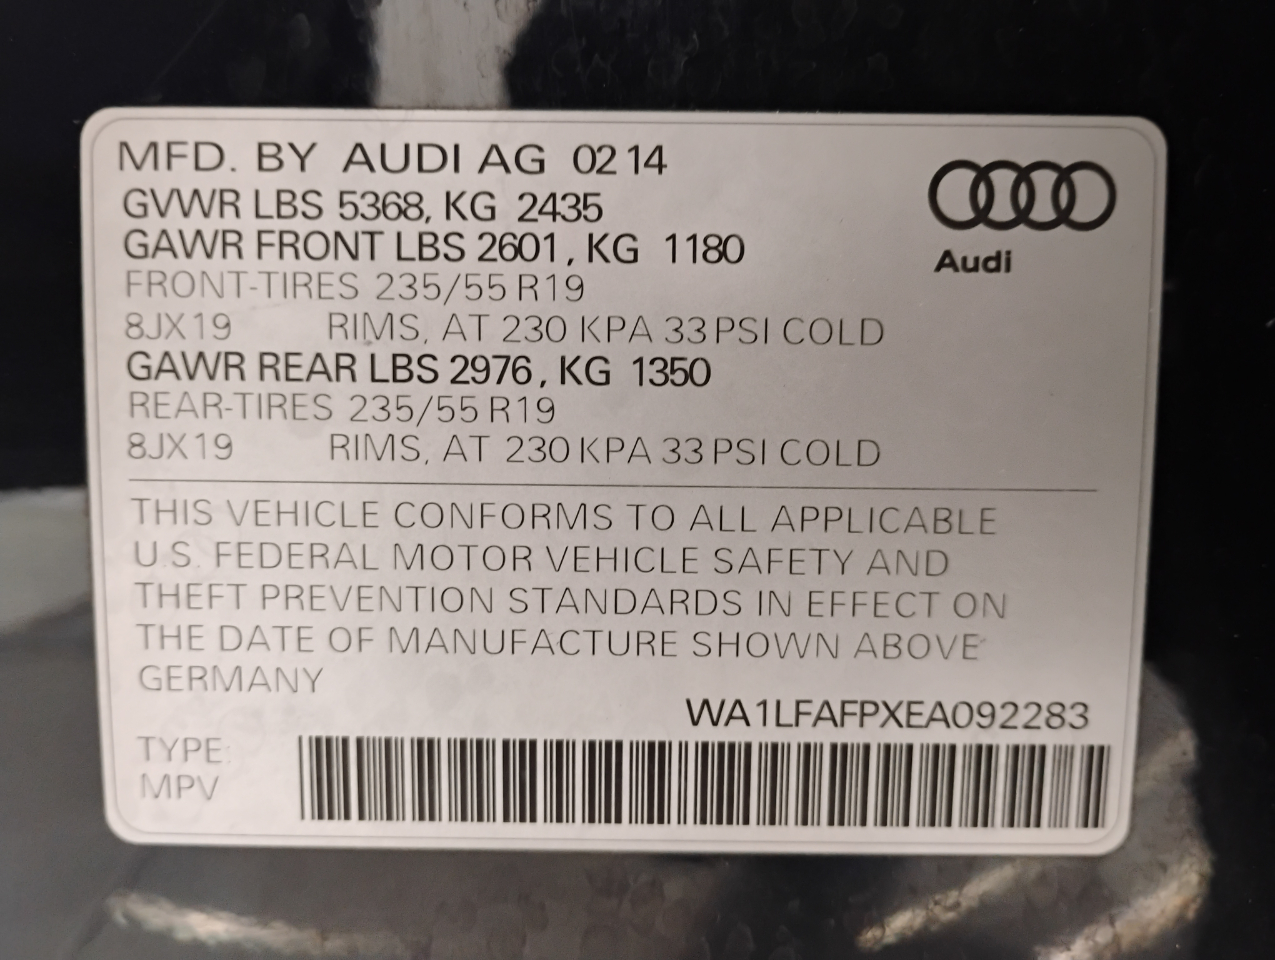 MFD. BY AUDI AG 02 14
GVWR LBS 5368, KG 2435
GAWR FRONT LBS 2601, KG 1180
FRONT-TIRES 235/55 R19
8JX19 RIMS, AT 230 KPA 33 PSI COLD
GAWR REAR LBS 2976, KG 1350
REAR-TIRES 235/55 R19
8JX19 RIMS, AT 230 KPA 33 PSI COLD
Audi
THIS VEHICLE CONFORMS TO ALL APPLICABLE
U.S. FEDERAL MOTOR VEHICLE SAFETY AND
THEFT PREVENTION STANDARDS IN EFFECT ON
THE DATE OF MANUFACTURE SHOWN ABOVE
GERMANY
WA1LFAFPXEA092283
TYPE:
MPV